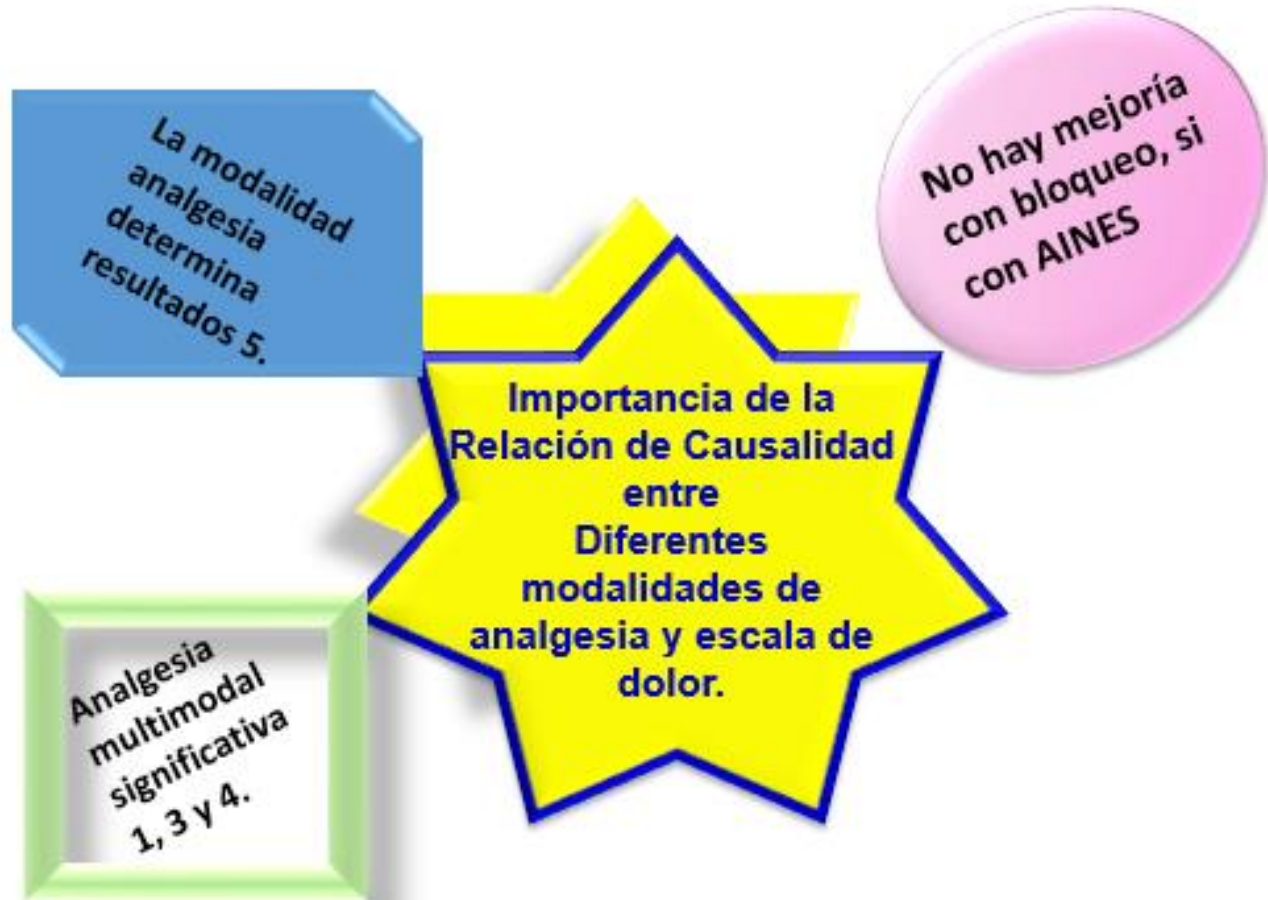 La modalidad
analgesia
determina
resultados 5.
No hay mejoría
con bloqueo, si
con AINES
Importancia de la
Relación de Causalidad
entre
Diferentes
modalidades de
analgesia y escala de
dolor.
Analgesia
multimodal
significativa
1, 3 y 4.